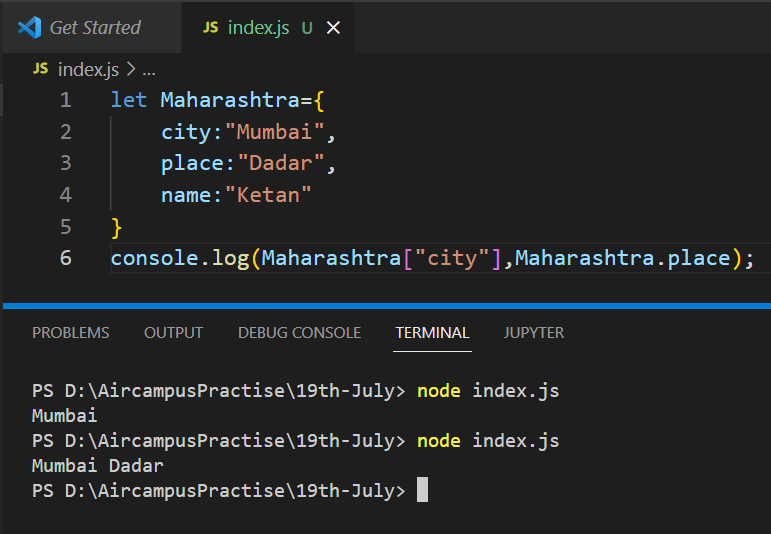 Get Started JS index.js U
JS index.js > ...
1 let Maharashtra={
2 city:"Mumbai",
3 place:"Dadar",
4 name:"Ketan"
5 }
6 console.log(Maharashtra["city"],Maharashtra.place);
PROBLEMS OUTPUT DEBUG CONSOLE TERMINAL JUPYTER
PS D:\AircampusPractise\19th-July> node index.js
Mumbai
PS D:\AircampusPractise\19th-July> node index.js
Mumbai Dadar
PS D:\AircampusPractise\19th-July>